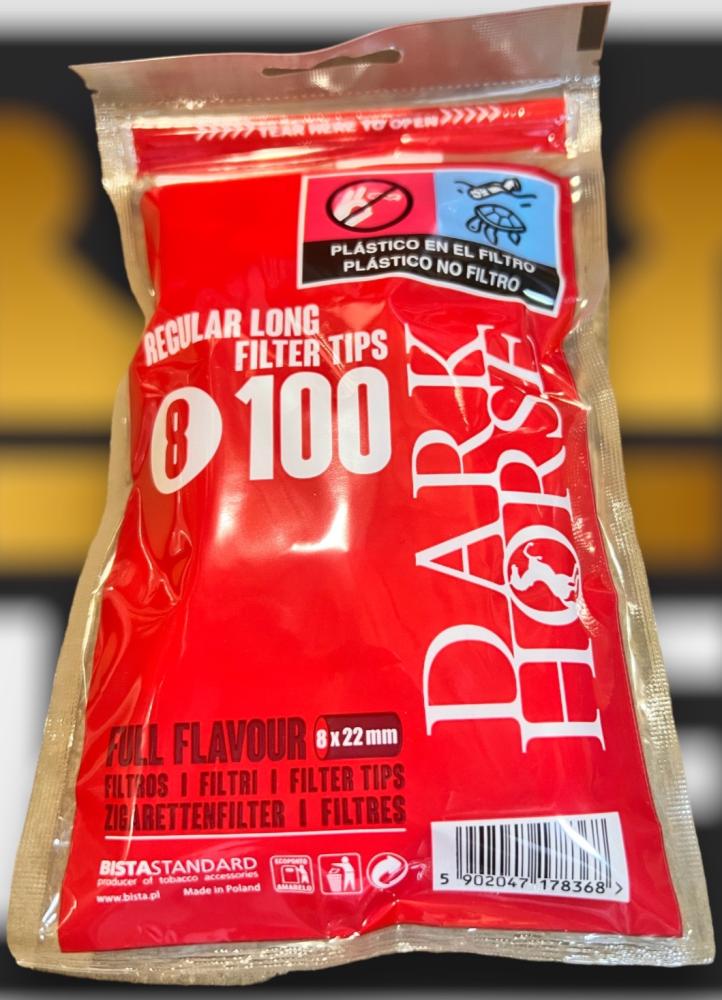 >>>>>> TEAR HERE TO OPEN >>>>>
PLÁSTICO EN EL FILTRO
PLÁSTICO NO FILTRO
REGULAR LONG
FILTER TIPS
8 100
DARK
HORSE
FULL FLAVOUR 8 x 22 mm
FILTROS | FILTRI | FILTER TIPS
ZIGARETTENFILTER | FILTRES
BISTASTANDARD
producer of tobacco accessories
www.bista.pl Made in Poland
ECOPONTO
AMARELO
5 902047 178368 >